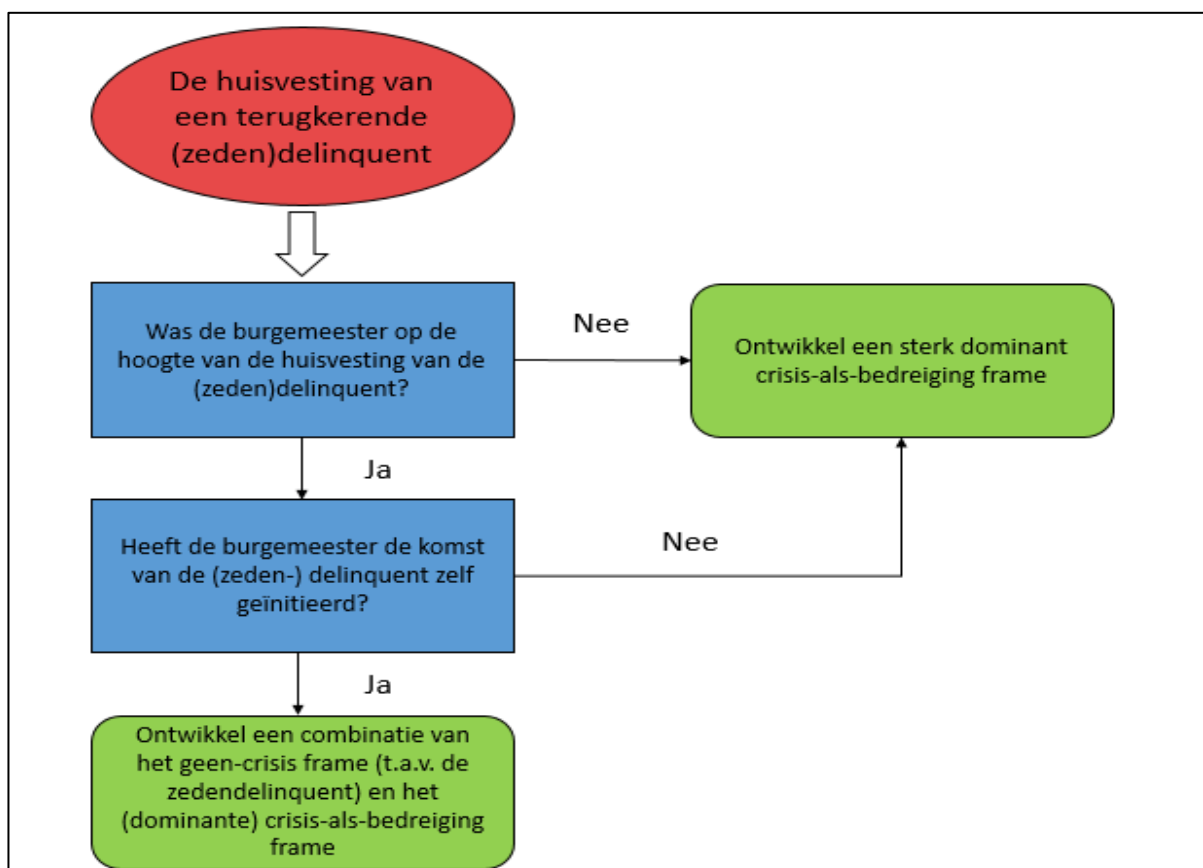 De huisvesting van
een terugkerende
(zeden)delinquent
Was de burgemeester op de
hoogte van de huisvesting van de
(zeden)delinquent?
Nee
Ontwikkel een sterk dominant
crisis-als-bedreiging frame
Ja
Heeft de burgemeester de komst
van de (zeden-) delinquent zelf
geïnitieerd?
Nee
Ja
Ontwikkel een combinatie van
het geen-crisis frame (t.a.v. de
zedendelinquent) en het
(dominante) crisis-als-bedreiging
frame